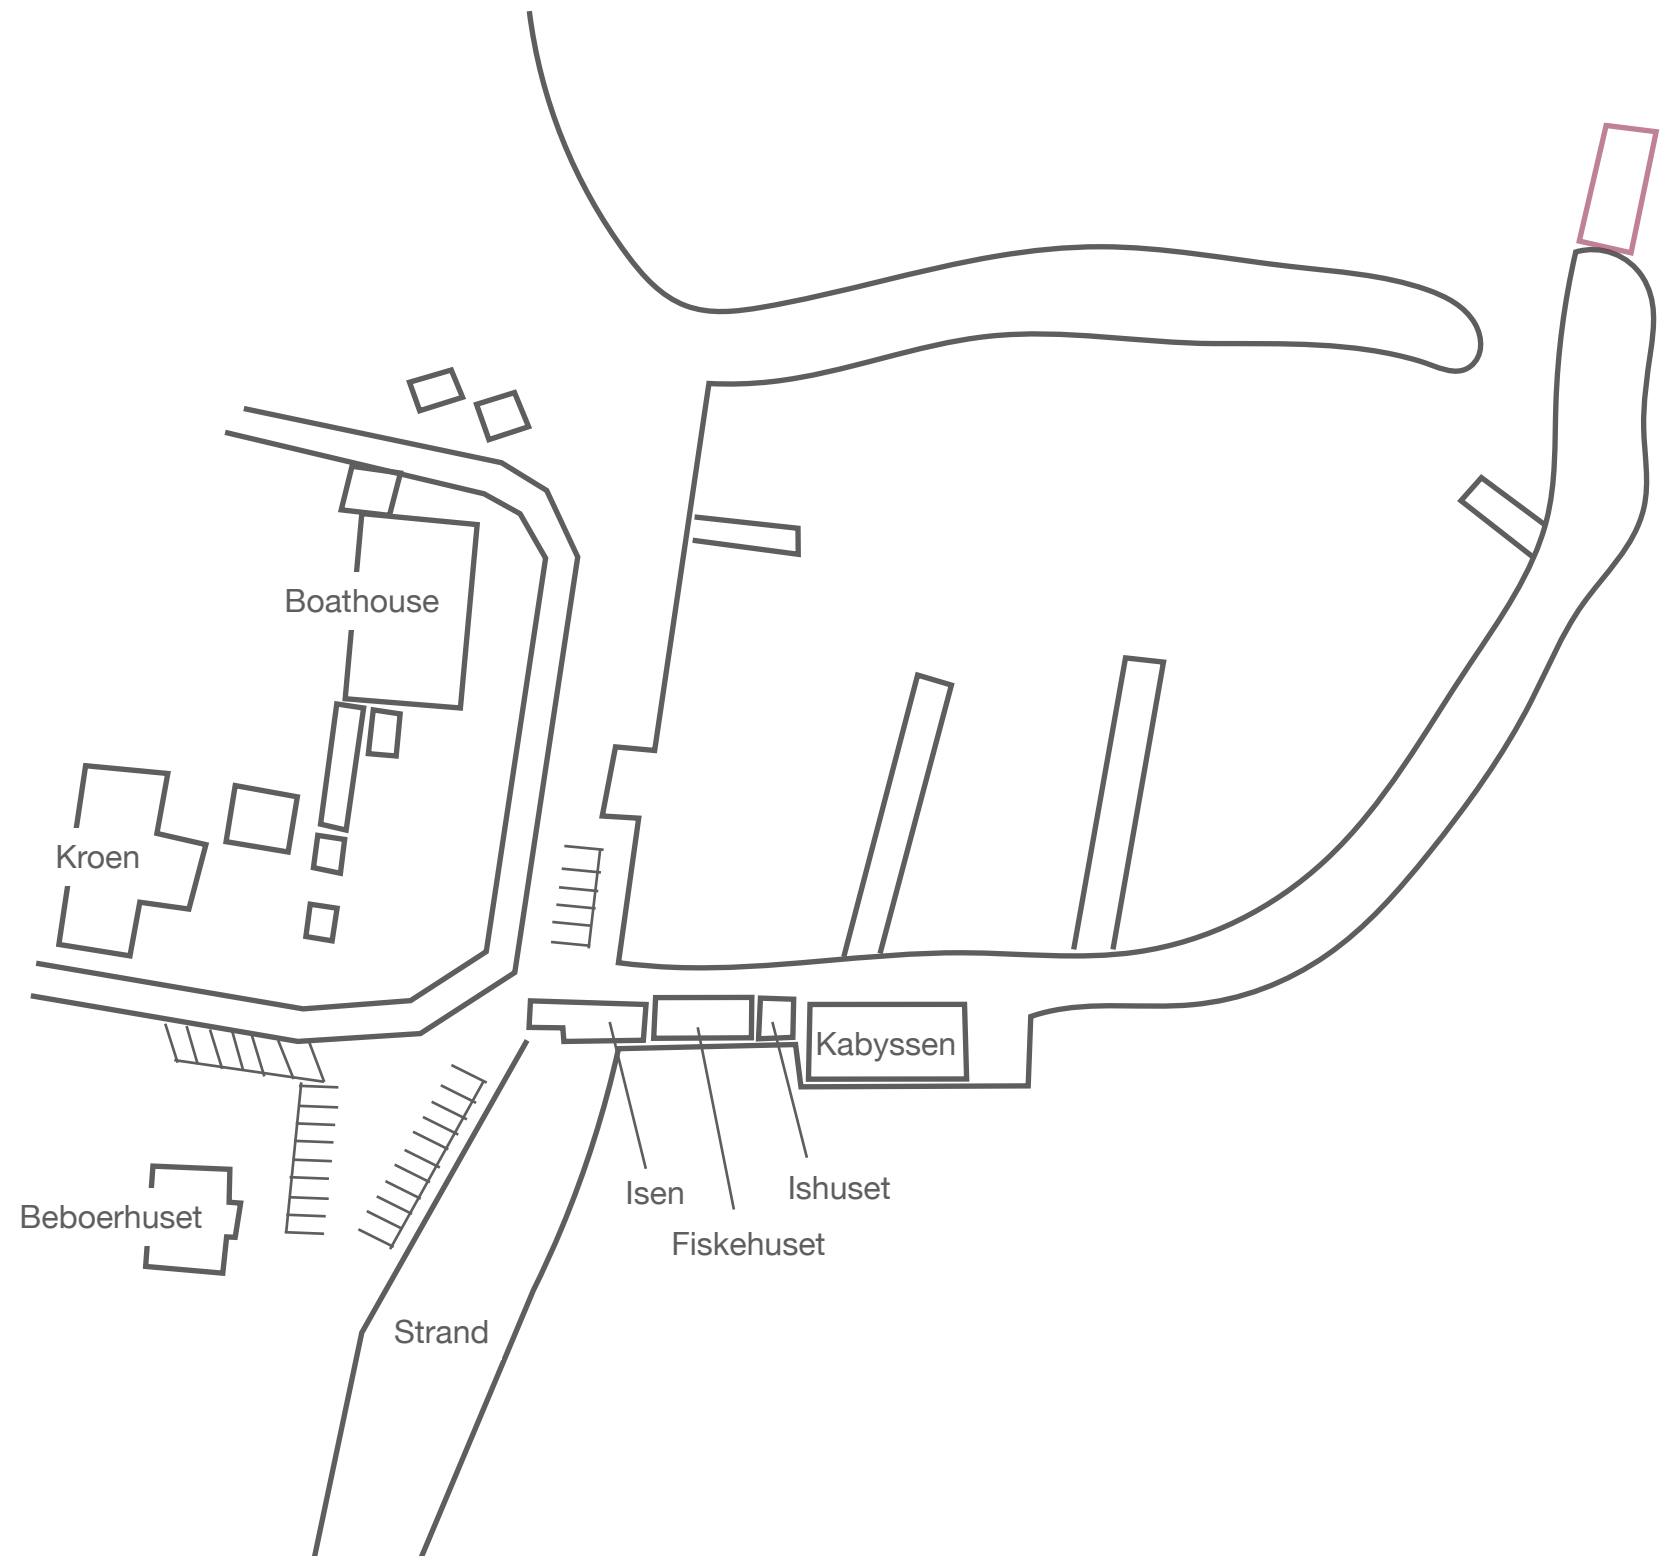 Boathouse
Kroen
Kabyssen
Ishuset
Isen
Beboerhuset
Fiskehuset
Strand